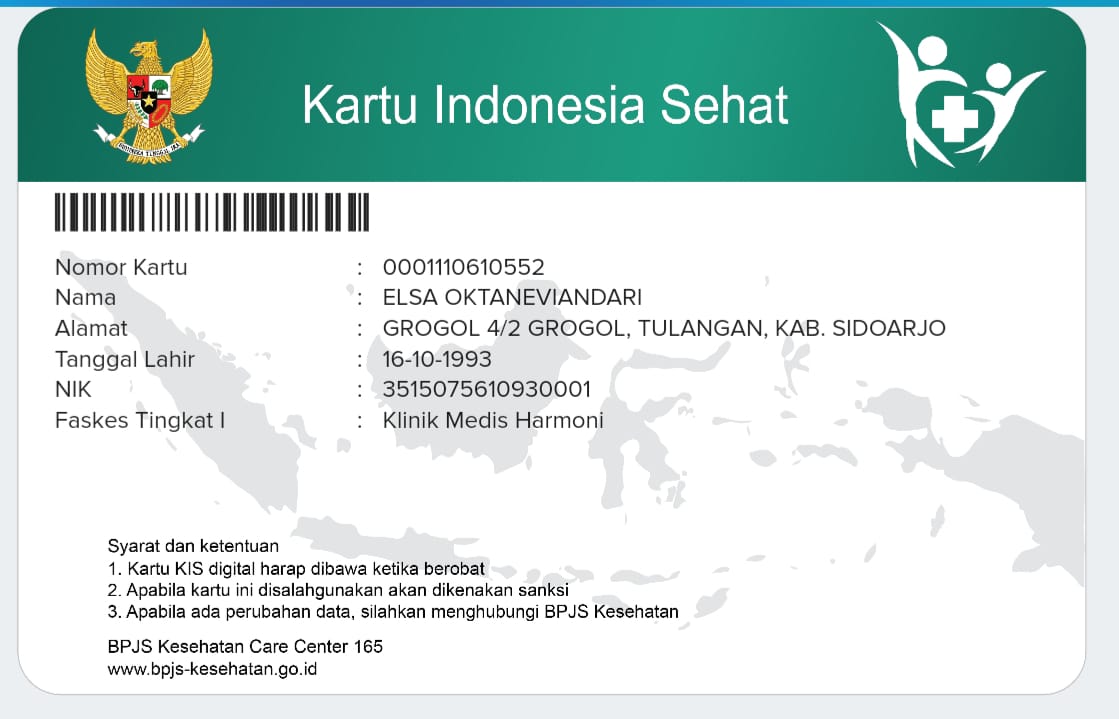 Kartu Indonesia Sehat
Nomor Kartu : 0001110610552
Nama : ELSA OKTANEVIANDARI
Alamat : GROGOL 4/2 GROGOL, TULANGAN, KAB. SIDOARJO
Tanggal Lahir : 16-10-1993
NIK : 3515075610930001
Faskes Tingkat I : Klinik Medis Harmoni
Syarat dan ketentuan
1. Kartu KIS digital harap dibawa ketika berobat
2. Apabila kartu ini disalahgunakan akan dikenakan sanksi
3. Apabila ada perubahan data, silahkan menghubungi BPJS Kesehatan
BPJS Kesehatan Care Center 165
www.bpjs-kesehatan.go.id